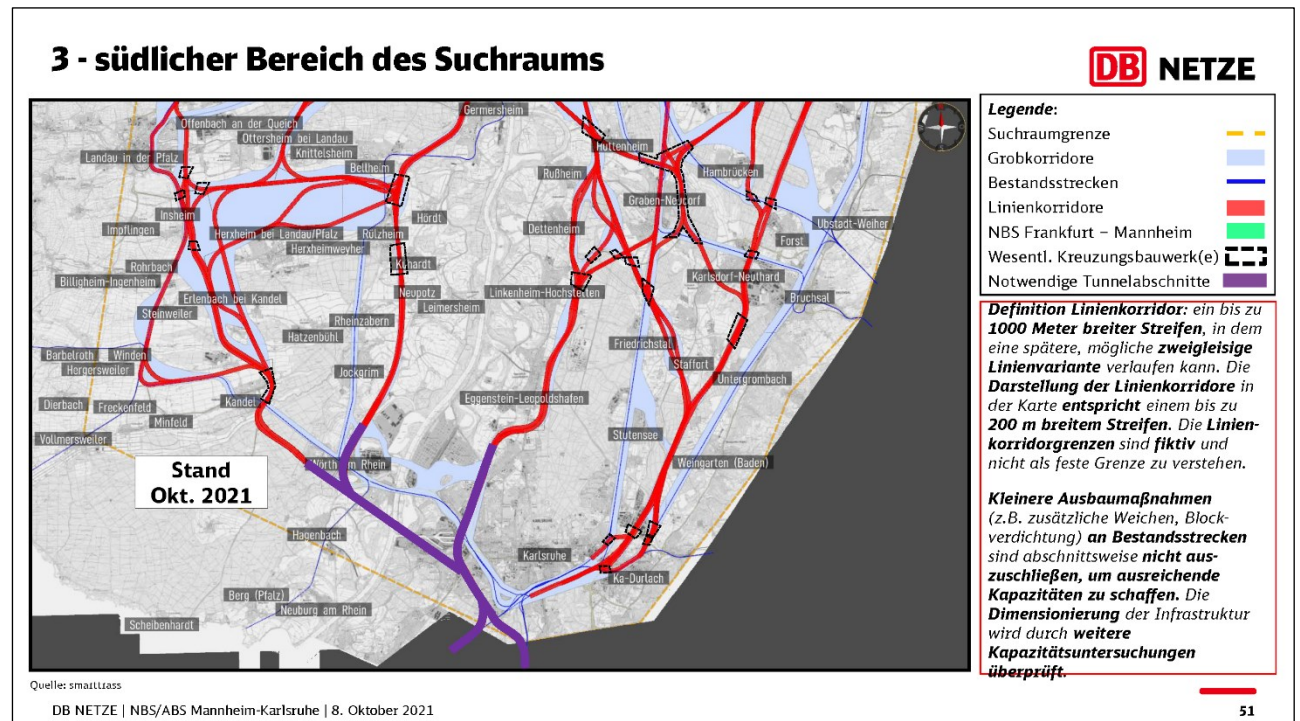 3 - südlicher Bereich des Suchraums
DB NETZE
Germersheim
Offenbach an der Queich
Ottersheim bei Landau
Knittelsheim
Landau in der Pfalz
Bellheim
Huttenheim
Hambrücken
Rußheim
Graben-Neudorf
Insheim
Impflingen
Hördt
Herxheim bei Landau/Pfalz
Rülzheim
Herxheimweyher
Dettenheim
Ubstadt-Weiher
Forst
Kuhardt
Rohrbach
Billigheim-Ingenheim
Karlsdorf-Neuthard
Neupotz
Linkenheim-Hochstetten
Erlenbach bei Kandel
Leimersheim
Bruchsal
Steinweiler
Rheinzabern
Hatzenbühl
Friedrichstal
Barbelroth
Winden
Hergersweiler
Staffort
Jockgrim
Untergrombach
Dierbach
Freckenfeld
Kandel
Eggenstein-Leopoldshafen
Minfeld
Vollmersweiler
Stutensee
Wörth am Rhein
Weingarten (Baden)
Stand
Okt. 2021
Hagenbach
Karlsruhe
Ka-Durlach
Berg (Pfalz)
Neuburg am Rhein
Scheibenhardt
Legende:
Suchraumgrenze
Grobkorridore
Bestandsstrecken
Linienkorridore
NBS Frankfurt – Mannheim
Wesentl. Kreuzungsbauwerk(e)
Notwendige Tunnelabschnitte
Definition Linienkorridor: ein bis zu
1000 Meter breiter Streifen, in dem
eine spätere, mögliche zweigleisige
Linienvariante verlaufen kann. Die
Darstellung der Linienkorridore in
der Karte entspricht einem bis zu
200 m breitem Streifen. Die Linien-
korridorgrenzen sind fiktiv und
nicht als feste Grenze zu verstehen.
Kleinere Ausbaumaßnahmen
(z.B. zusätzliche Weichen, Block-
verdichtung) an Bestandsstrecken
sind abschnittsweise nicht aus-
zuschließen, um ausreichende
Kapazitäten zu schaffen. Die
Dimensionierung der Infrastruktur
wird durch weitere
Kapazitätsuntersuchungen
überprüft.
Quelle: smarttrass
DB NETZE | NBS/ABS Mannheim-Karlsruhe | 8. Oktober 2021
51